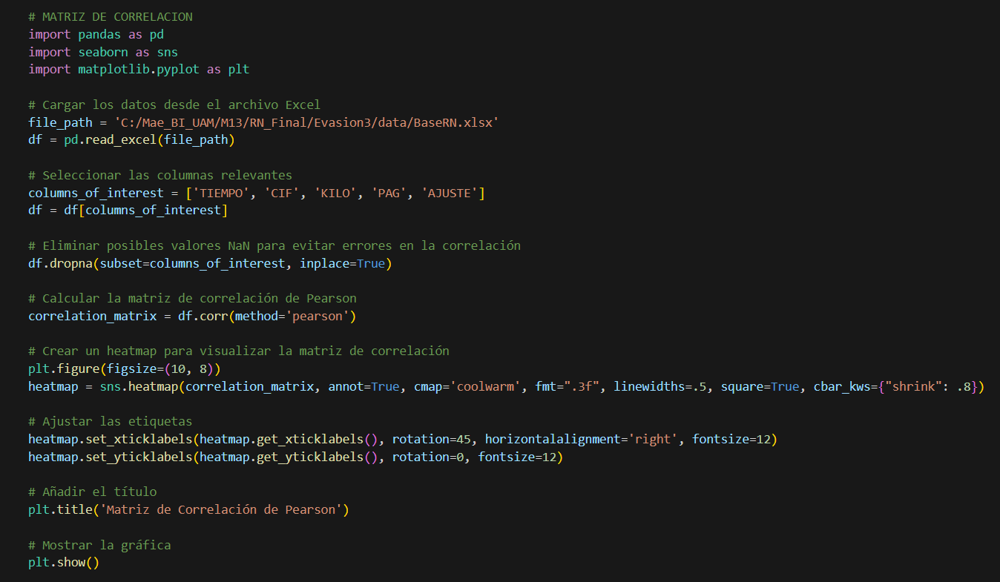 # MATRIZ DE CORRELACION
import pandas as pd
import seaborn as sns
import matplotlib.pyplot as plt

# Cargar los datos desde el archivo Excel
file_path = 'C:/Mae_BI_UAM/M13/RN_Final/Evasion3/data/BaseRN.xlsx'
df = pd.read_excel(file_path)

# Seleccionar las columnas relevantes
columns_of_interest = ['TIEMPO', 'CIF', 'KILO', 'PAG', 'AJUSTE']
df = df[columns_of_interest]

# Eliminar posibles valores NaN para evitar errores en la correlación
df.dropna(subset=columns_of_interest, inplace=True)

# Calcular la matriz de correlación de Pearson
correlation_matrix = df.corr(method='pearson')

# Crear un heatmap para visualizar la matriz de correlación
plt.figure(figsize=(10, 8))
heatmap = sns.heatmap(correlation_matrix, annot=True, cmap='coolwarm', fmt=".3f", linewidths=.5, square=True, cbar_kws={"shrink": .8})

# Ajustar las etiquetas
heatmap.set_xticklabels(heatmap.get_xticklabels(), rotation=45, horizontalalignment='right', fontsize=12)
heatmap.set_yticklabels(heatmap.get_yticklabels(), rotation=0, fontsize=12)

# Añadir el título
plt.title('Matriz de Correlación de Pearson')

# Mostrar la gráfica
plt.show()